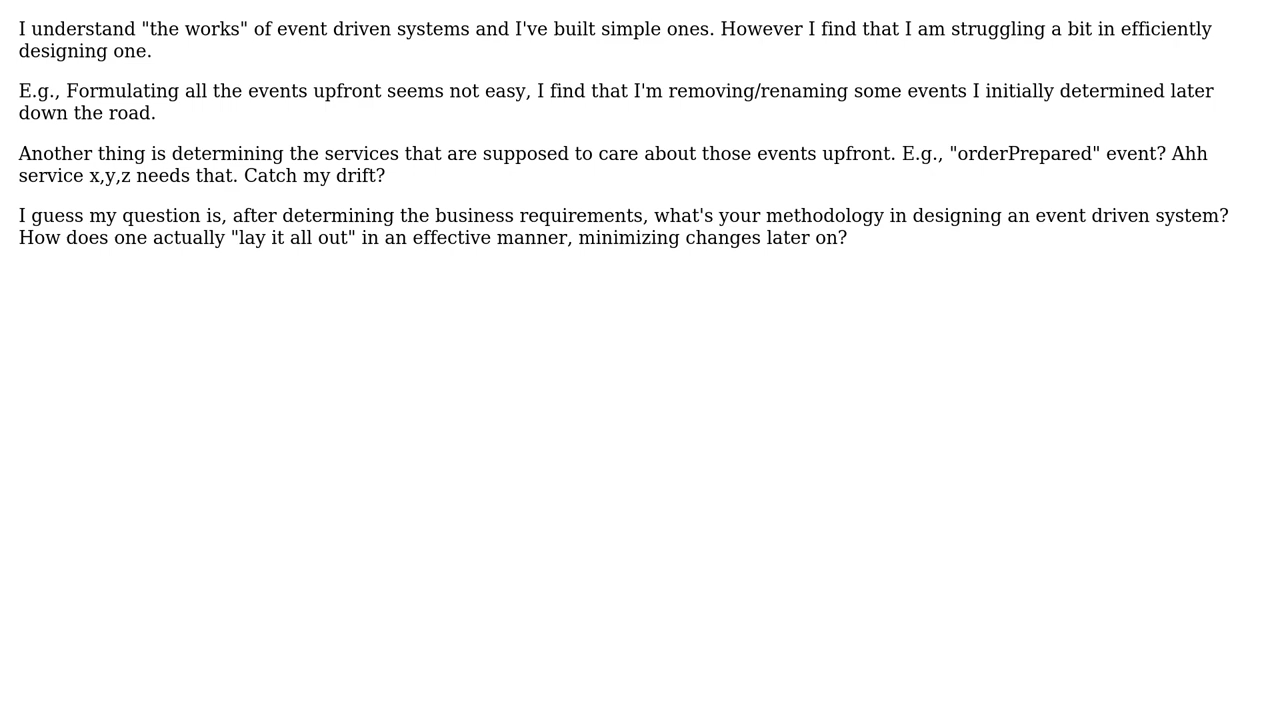 I understand "the works" of event driven systems and I've built simple ones. However I find that I am struggling a bit in efficiently
designing one.
E.g., Formulating all the events upfront seems not easy, I find that I'm removing/renaming some events I initially determined later
down the road.
Another thing is determining the services that are supposed to care about those events upfront. E.g., "orderPrepared" event? Ahh
service x,y,z needs that. Catch my drift?
I guess my question is, after determining the business requirements, what's your methodology in designing an event driven system?
How does one actually "lay it all out" in an effective manner, minimizing changes later on?